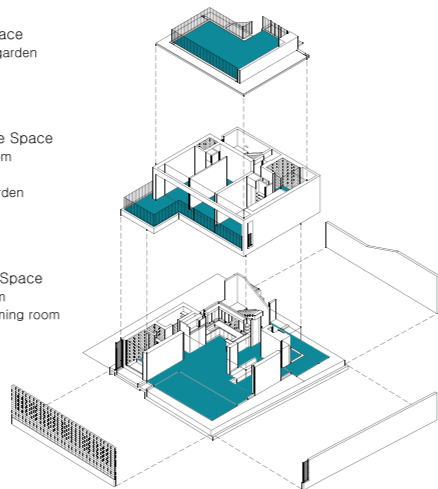 ace
garden
e Space
m
rden
Space
n
ning room